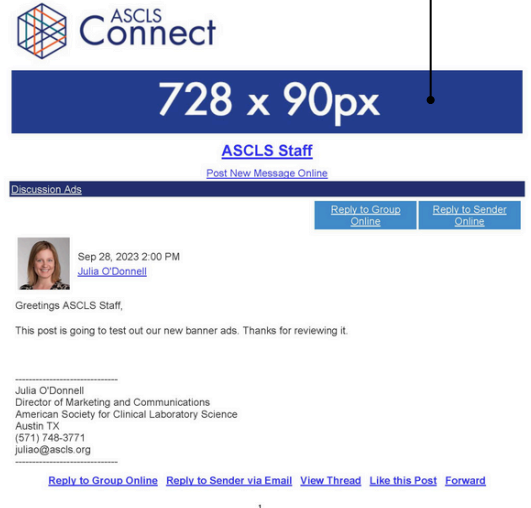 ASCLS
Connect
728 x 90px
ASCLS Staff
Post New Message Online
Discussion Ads
Reply to Group
Online
Reply to Sender
Online
Sep 28, 2023 2:00 PM
Julia O'Donnell
Greetings ASCLS Staff,
This post is going to test out our new banner ads. Thanks for reviewing it.
------------------------------
Julia O'Donnell
Director of Marketing and Communications
American Society for Clinical Laboratory Science
Austin TX
(571) 748-3771
juliao@ascls.org
------------------------------
Reply to Group Online Reply to Sender via Email View Thread Like this Post Forward